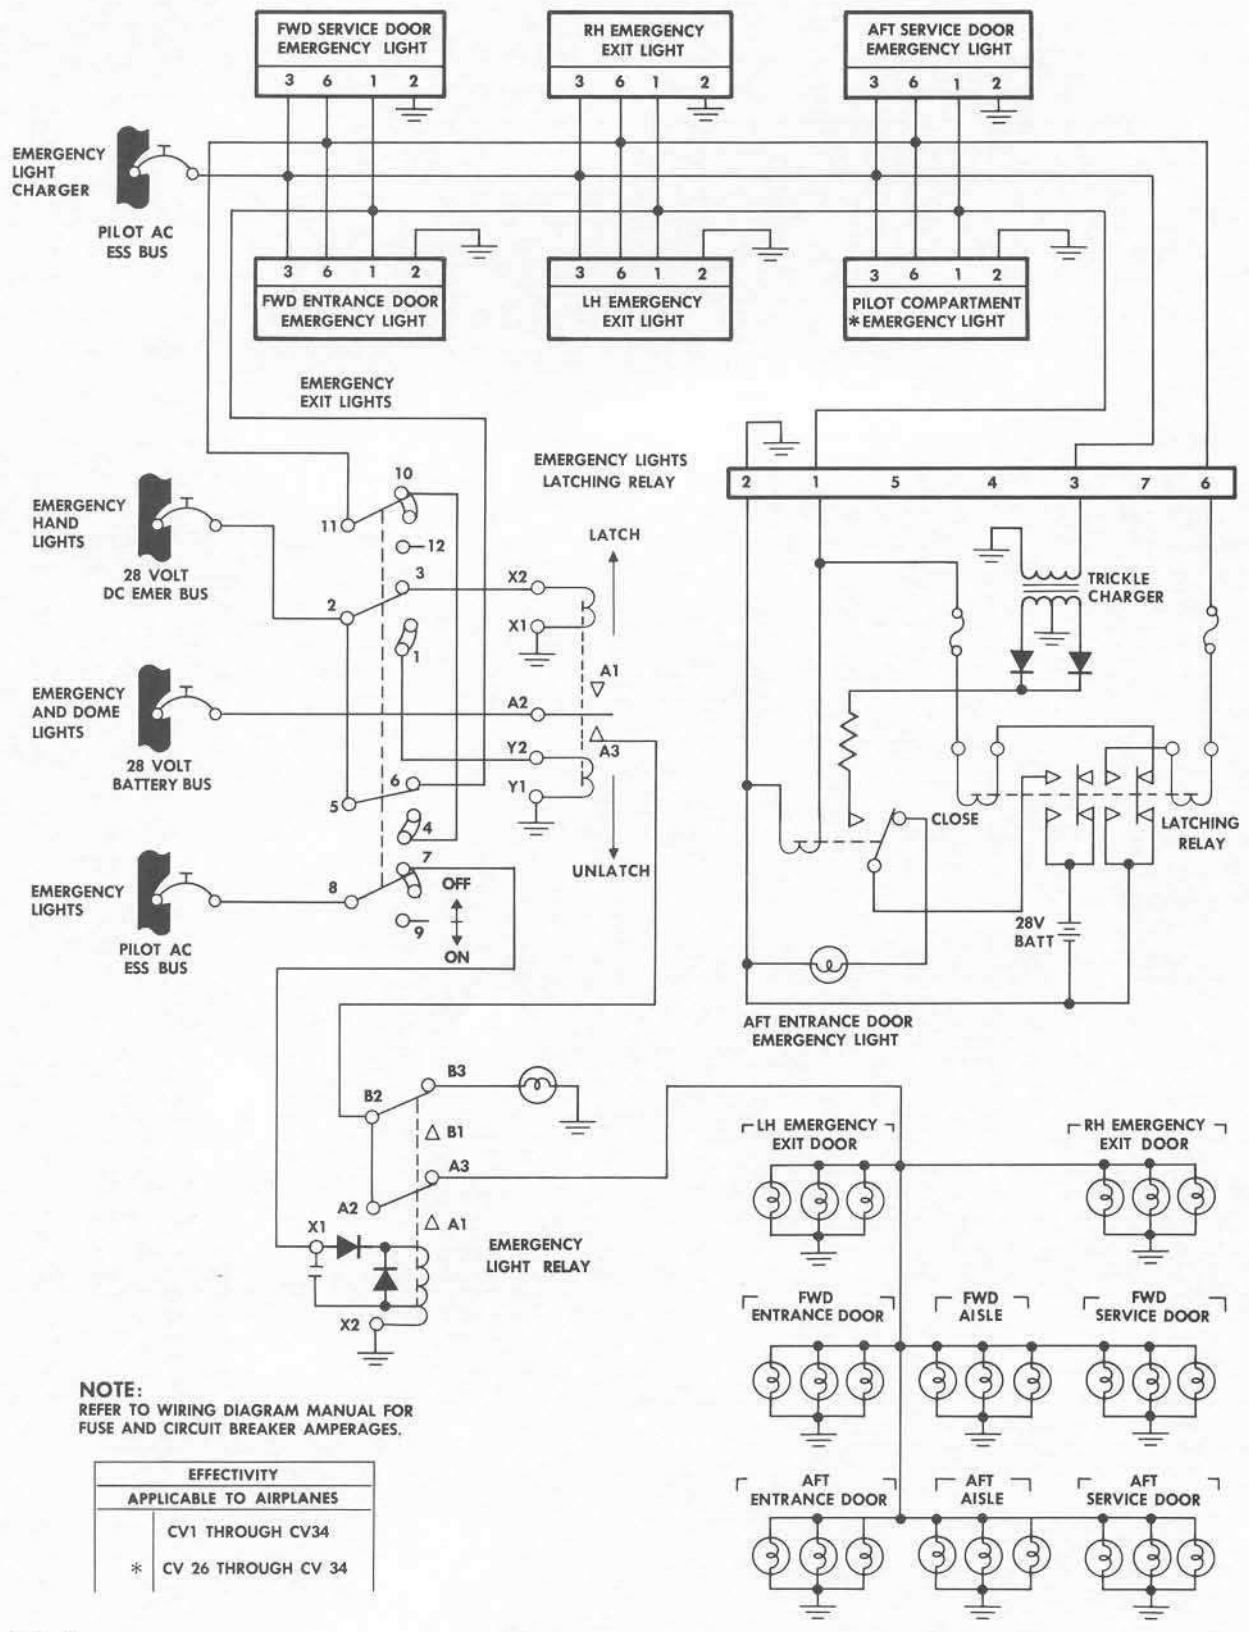 FWD SERVICE DOOR
EMERGENCY LIGHT
3 6 1 2
RH EMERGENCY
EXIT LIGHT
3 6 1 2
AFT SERVICE DOOR
EMERGENCY LIGHT
3 6 1 2
EMERGENCY
LIGHT
CHARGER
PILOT AC
ESS BUS
3 6 1 2
FWD ENTRANCE DOOR
EMERGENCY LIGHT
3 6 1 2
LH EMERGENCY
EXIT LIGHT
3 6 1 2
PILOT COMPARTMENT
*EMERGENCY LIGHT
EMERGENCY
EXIT LIGHTS
EMERGENCY LIGHTS
LATCHING RELAY
2 1 5 4 3 7 6
EMERGENCY
HAND
LIGHTS
28 VOLT
DC EMER BUS
10
11
12
3
2
1
X2
X1
LATCH
A1
A2
A3
Y2
Y1
UNLATCH
EMERGENCY
AND DOME
LIGHTS
28 VOLT
BATTERY BUS
6
5
4
7
8
9
OFF
ON
EMERGENCY
LIGHTS
PILOT AC
ESS BUS
TRICKLE
CHARGER
CLOSE
LATCHING
RELAY
28V
BATT
AFT ENTRANCE DOOR
EMERGENCY LIGHT
B3
B2
B1
A3
A2
A1
X1
X2
EMERGENCY
LIGHT RELAY
LH EMERGENCY
EXIT DOOR
RH EMERGENCY
EXIT DOOR
FWD
ENTRANCE DOOR
FWD
AISLE
FWD
SERVICE DOOR
AFT
ENTRANCE DOOR
AFT
AISLE
AFT
SERVICE DOOR
NOTE:
REFER TO WIRING DIAGRAM MANUAL FOR
FUSE AND CIRCUIT BREAKER AMPERAGES.
EFFECTIVITY
APPLICABLE TO AIRPLANES
CV1 THROUGH CV34
* CV 26 THROUGH CV 34